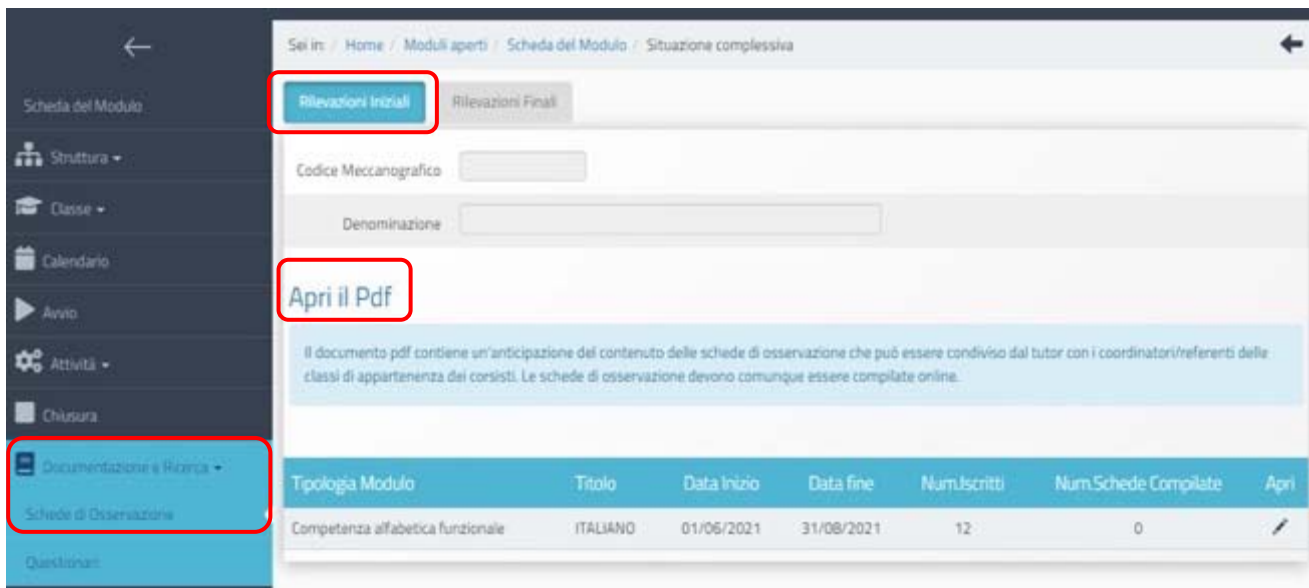 Sei in: / Home / Moduli aperti / Scheda del Modulo / Situazione complessiva
Scheda del Modulo
Struttura
Classe
Calendario
Avvio
Attività
Chiusura
Documentazione e Ricerca
Schede di Osservazione
Questionari
Rilevazioni Iniziali Rilevazioni Finali
Codice Meccanografico
Denominazione
Apri il Pdf
Il documento pdf contiene un'anticipazione del contenuto delle schede di osservazione che può essere condiviso dal tutor con i coordinatori/referenti delle
classi di appartenenza dei corsisti. Le schede di osservazione devono comunque essere compilate online.
Tipologia Modulo Titolo Data Inizio Data fine Num.Iscritti Num.Schede Compilate Apri
Competenza alfabetica funzionale ITALIANO 01/06/2021 31/08/2021 12 0